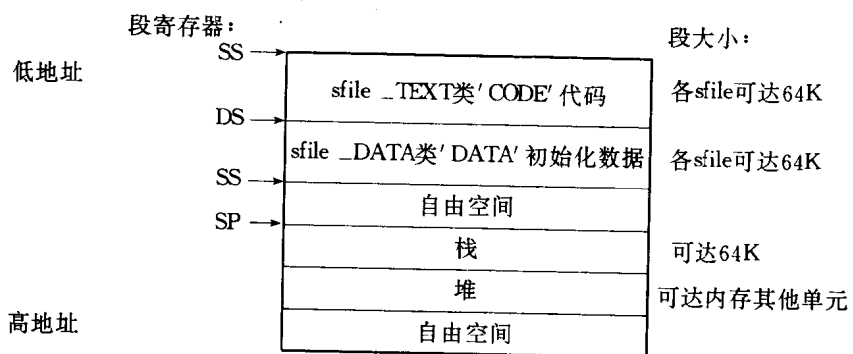 段寄存器：
段大小：
SS
低地址
sfile _TEXT类'CODE'代码
各sfile可达64K
DS
sfile _DATA类'DATA'初始化数据
各sfile可达64K
SS
自由空间
SP
栈
可达64K
堆
可达内存其他单元
高地址
自由空间